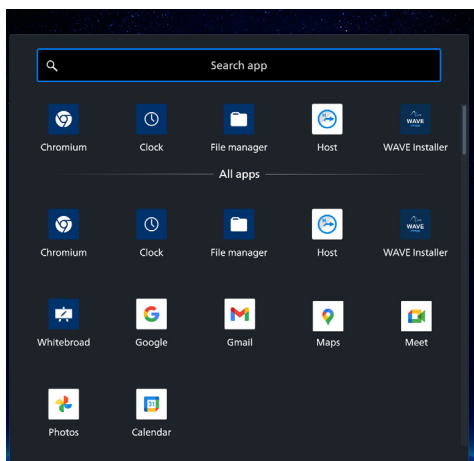 Search app
Chromium Clock File manager Host WAVE Installer
All apps
Chromium Clock File manager Host WAVE Installer
Whitebroad Google Gmail Maps Meet
Photos Calendar